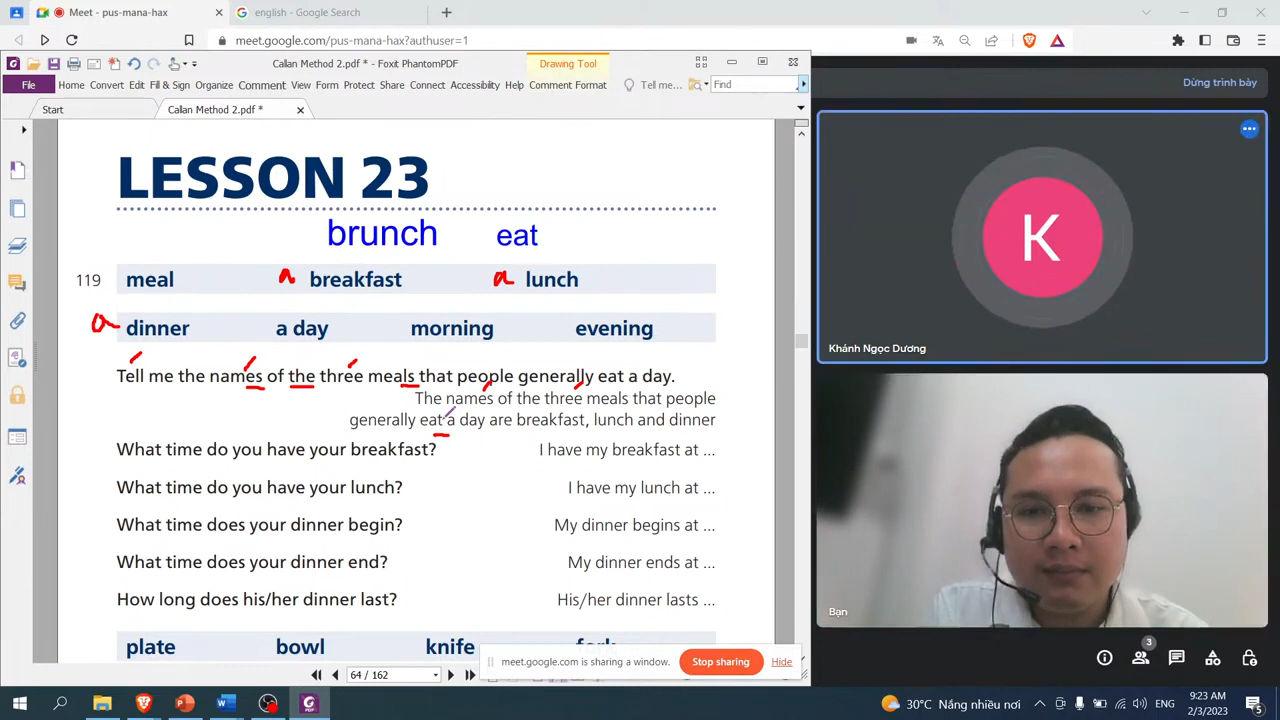 Meet - pus-mana-hax?
english - Google Search
meet.google.com/pus-mana-hax?authuser=1
Callan Method 2.pdf * - Foxit PhantomPDF
Drawing Tool
File Home Convert Edit Fill & Sign Organize Comment View Form Protect Share Connect Accessibility Help Comment Format Tell me... Find
Start
Callan Method 2.pdf *
Dừng trình bày
LESSON 23
brunch eat
119 meal a breakfast a lunch
a dinner a day morning evening
Tell me the names of the three meals that people generally eat a day.
The names of the three meals that people
generally eat a day are breakfast, lunch and dinner
What time do you have your breakfast? I have my breakfast at ...
What time do you have your lunch? I have my lunch at ...
What time does your dinner begin? My dinner begins at ...
What time does your dinner end? My dinner ends at ...
How long does his/her dinner last? His/her dinner lasts ...
plate bowl knife fork
K
Khánh Ngọc Dương
Bạn
meet.google.com is sharing a window. Stop sharing Hide
64 / 162
3
30°C Nắng nhiều nơi
ENG
9:23 AM
2/3/2023
5